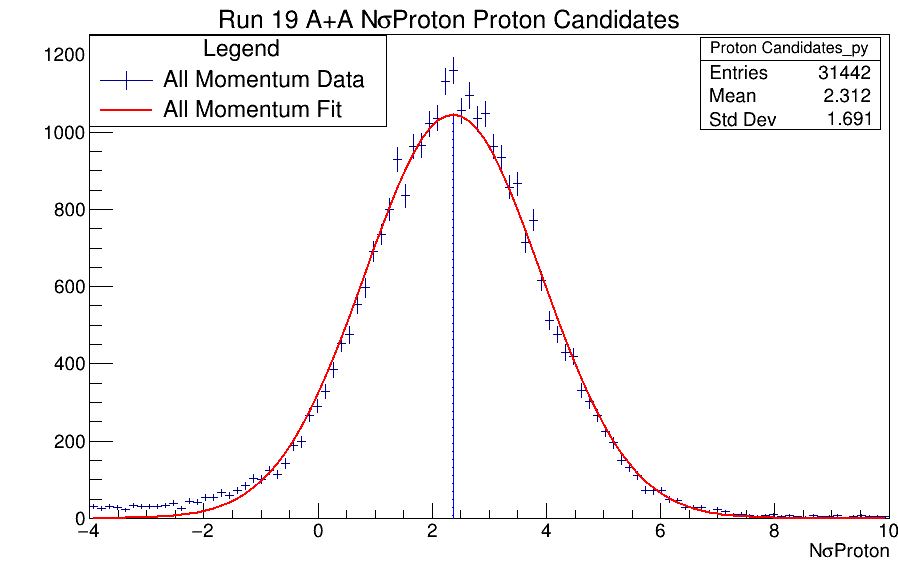 Run 19 A+A NσProton Proton Candidates
Legend
All Momentum Data
All Momentum Fit
Proton Candidates_py
Entries 31442
Mean 2.312
Std Dev 1.691
1200
1000
800
600
400
200
0
−4 −2 0 2 4 6 8 10
NσProton